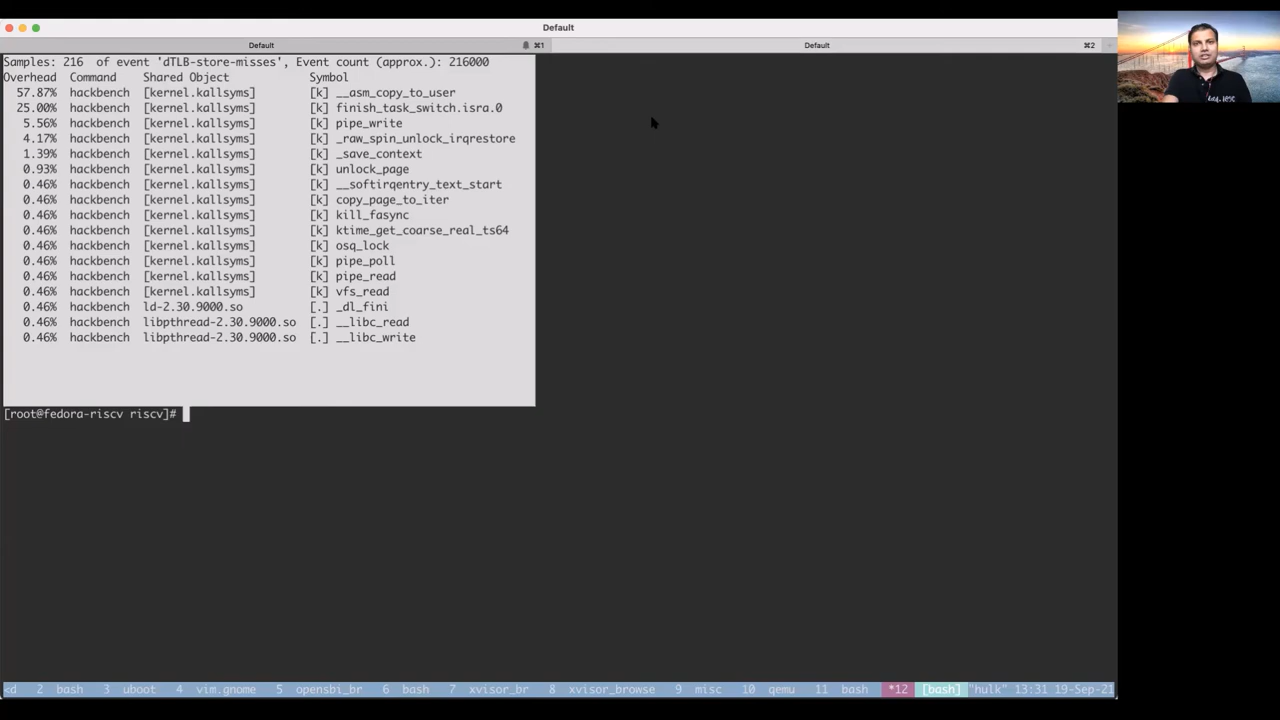 Default
Default ⌘1 Default ⌘2
Samples: 216 of event 'dTLB-store-misses', Event count (approx.): 216000
Overhead Command Shared Object Symbol
57.87% hackbench [kernel.kallsyms] [k] __asm_copy_to_user
25.00% hackbench [kernel.kallsyms] [k] finish_task_switch.isra.0
5.56% hackbench [kernel.kallsyms] [k] pipe_write
4.17% hackbench [kernel.kallsyms] [k] _raw_spin_unlock_irqrestore
1.39% hackbench [kernel.kallsyms] [k] _save_context
0.93% hackbench [kernel.kallsyms] [k] unlock_page
0.46% hackbench [kernel.kallsyms] [k] __softirqentry_text_start
0.46% hackbench [kernel.kallsyms] [k] copy_page_to_iter
0.46% hackbench [kernel.kallsyms] [k] kill_fasync
0.46% hackbench [kernel.kallsyms] [k] ktime_get_coarse_real_ts64
0.46% hackbench [kernel.kallsyms] [k] osq_lock
0.46% hackbench [kernel.kallsyms] [k] pipe_poll
0.46% hackbench [kernel.kallsyms] [k] pipe_read
0.46% hackbench [kernel.kallsyms] [k] vfs_read
0.46% hackbench ld-2.30.9000.so [.] _dl_fini
0.46% hackbench libpthread-2.30.9000.so [.] __libc_read
0.46% hackbench libpthread-2.30.9000.so [.] __libc_write
[root@fedora-riscv riscv]#
<d 2 bash 3 uboot 4 vim.gnome 5 opensbi_br 6 bash 7 xvisor_br 8 xvisor_browse 9 misc 10 qemu 11 bash *12 [bash] "hulk" 13:31 19-Sep-21